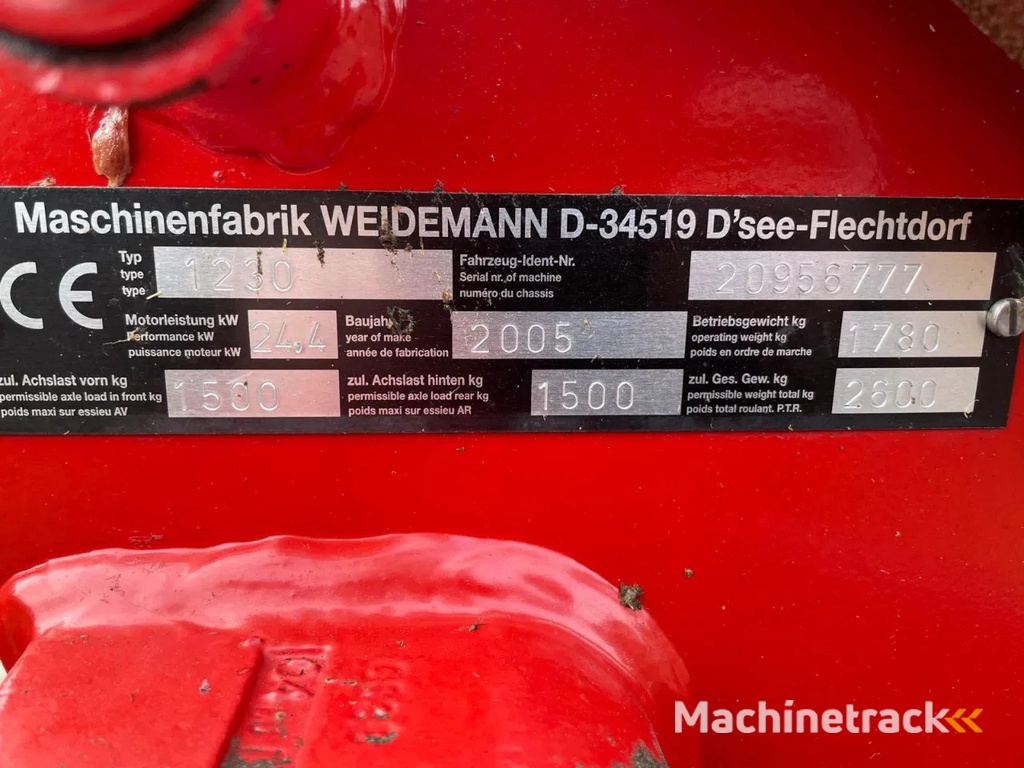 Maschinenfabrik WEIDEMANN D-34519 D'see-Flechtdorf
CE
Typ
type
type
1230
Fahrzeug-Ident-Nr.
Serial nr. of machine
numéro du chassis
20956777
Motorleistung kW
Performance kW
puissance moteur kW
24,4
Baujahr
year of make
année de fabrication
2005
Betriebsgewicht kg
operating weight kg
poids en ordre de marche
1780
zul. Achslast vorn kg
permissible axle load in front kg
poids maxi sur essieu AV
1500
zul. Achslast hinten kg
permissible axle load rear kg
poids maxi sur essieu AR
1500
zul. Ges. Gew. kg
permissible weight total kg
poids total roulant. P.T.R.
2600
Machinetrack